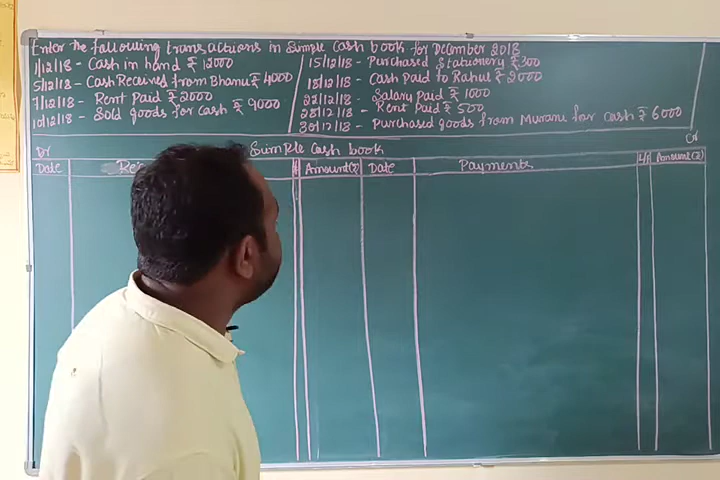 Enter the following transactions in Simple Cash book for December 2018
1/12/18 - Cash in hand ₹ 12000
5/12/18 - Cash Received from Bhanu ₹ 4000
7/12/18 - Rent Paid ₹ 2000
10/12/18 - Sold goods for Cash ₹ 9000
15/12/18 - Purchased Stationery ₹ 300
18/12/18 - Cash Paid to Rahul ₹ 2000
22/12/18 - Salary Paid ₹ 1000
28/12/18 - Rent Paid ₹ 500
30/12/18 - Purchased goods from Murari for Cash ₹ 6000
Dr Simple Cash book Cr
Date Amount(₹) Date Payments L/F Amount(₹)